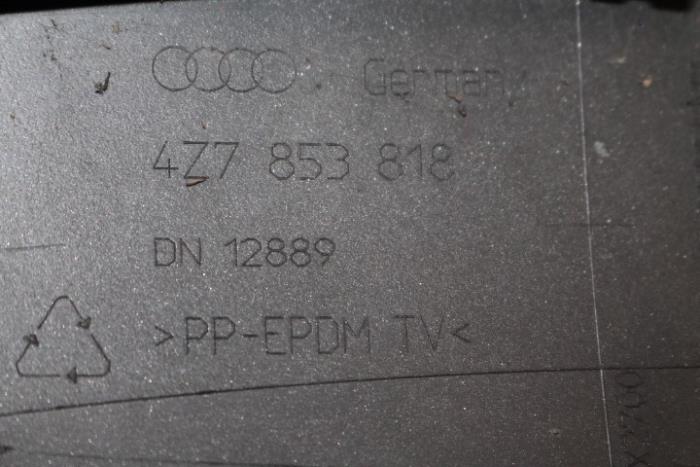 Germany
4Z7 853 818
DN 12889
>PP-EPDM TV<